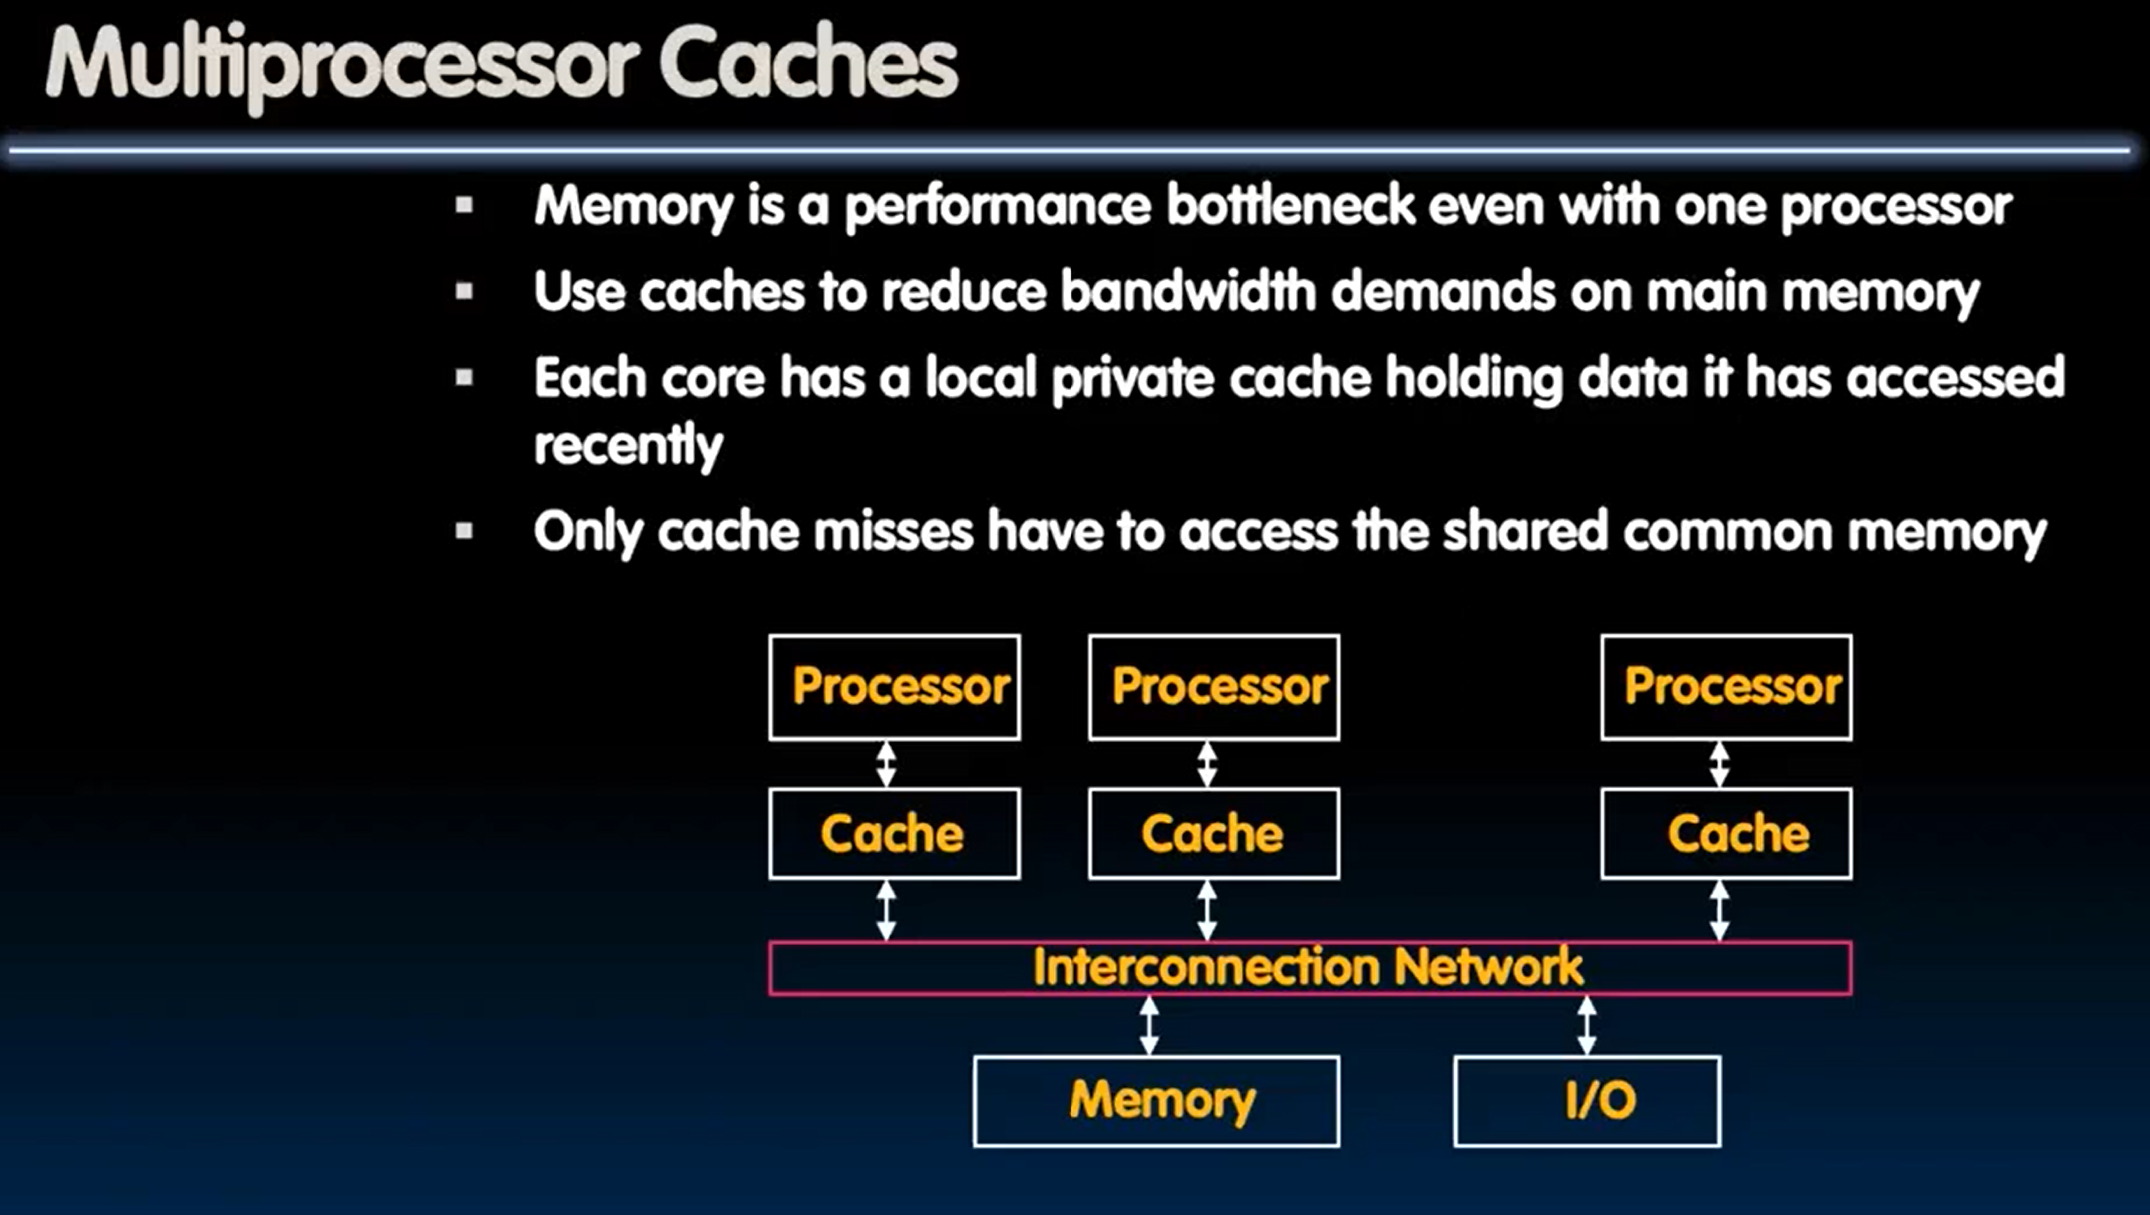 Multiprocessor Caches
▪ Memory is a performance bottleneck even with one processor
▪ Use caches to reduce bandwidth demands on main memory
▪ Each core has a local private cache holding data it has accessed
recently
▪ Only cache misses have to access the shared common memory
Processor Processor Processor
Cache Cache Cache
Interconnection Network
Memory I/O